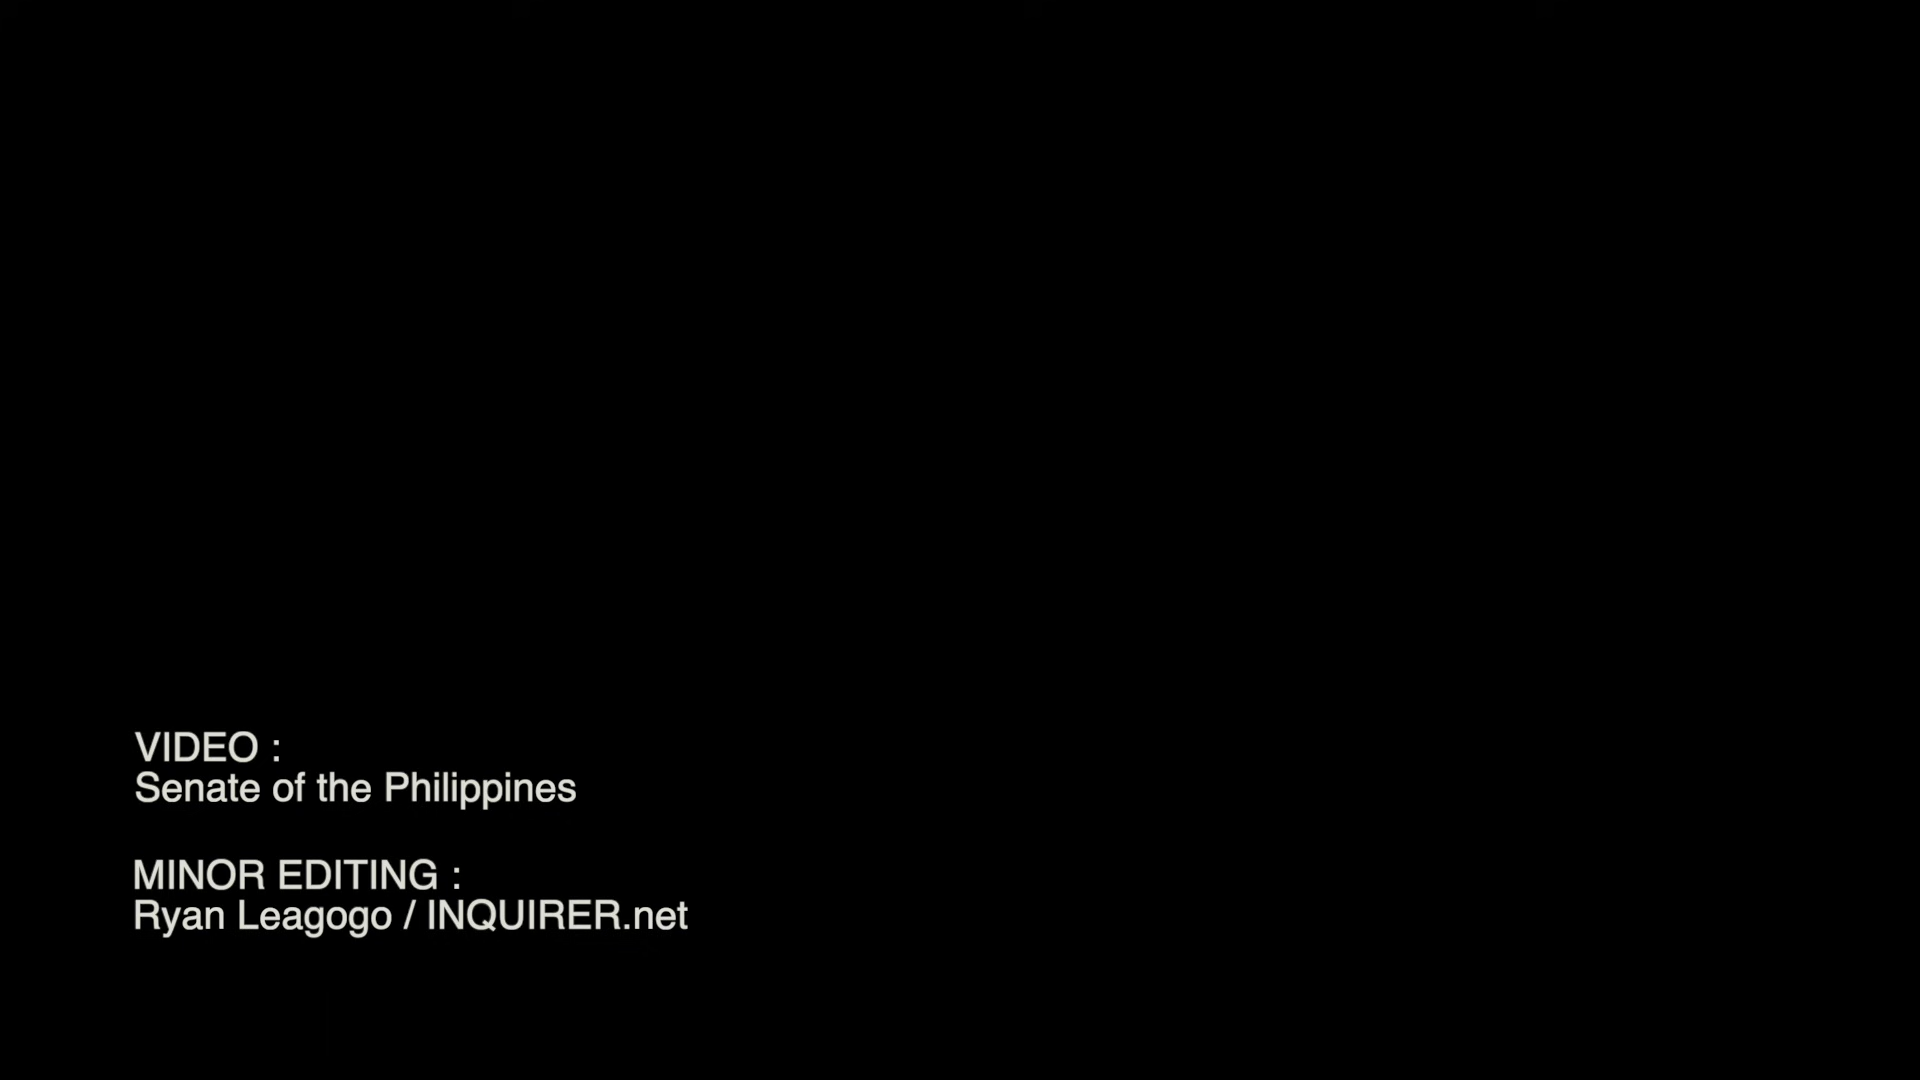 VIDEO :
Senate of the Philippines
MINOR EDITING :
Ryan Leagogo / INQUIRER.net